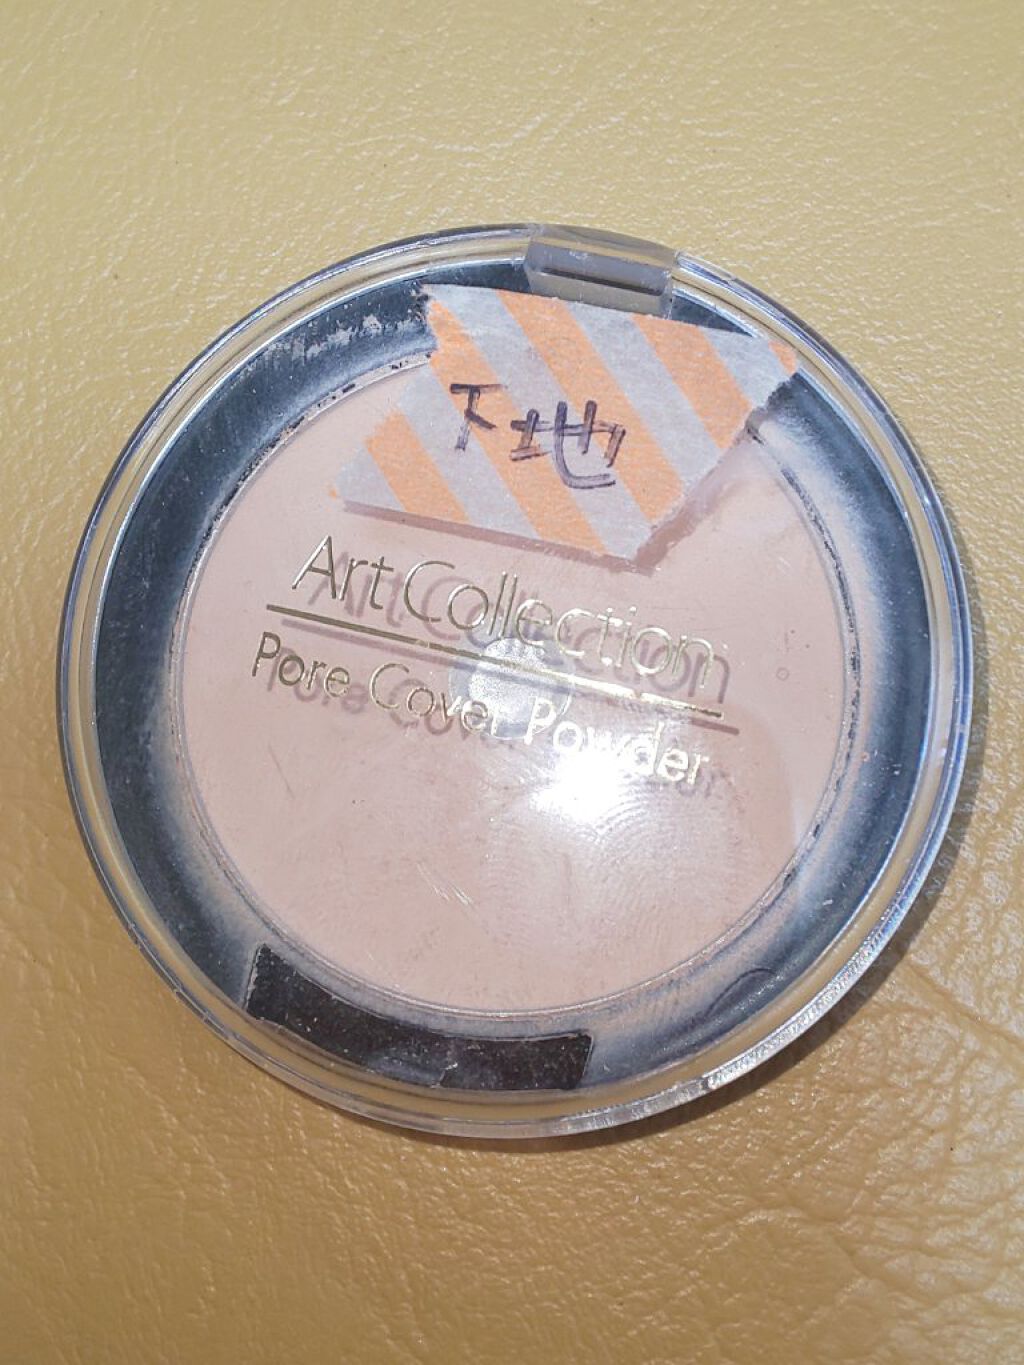 下地
Art Collection
Pore Cover Powder